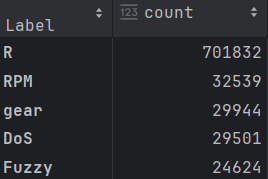 Label 123 count
R 701832
RPM 32539
gear 29944
DoS 29501
Fuzzy 24624